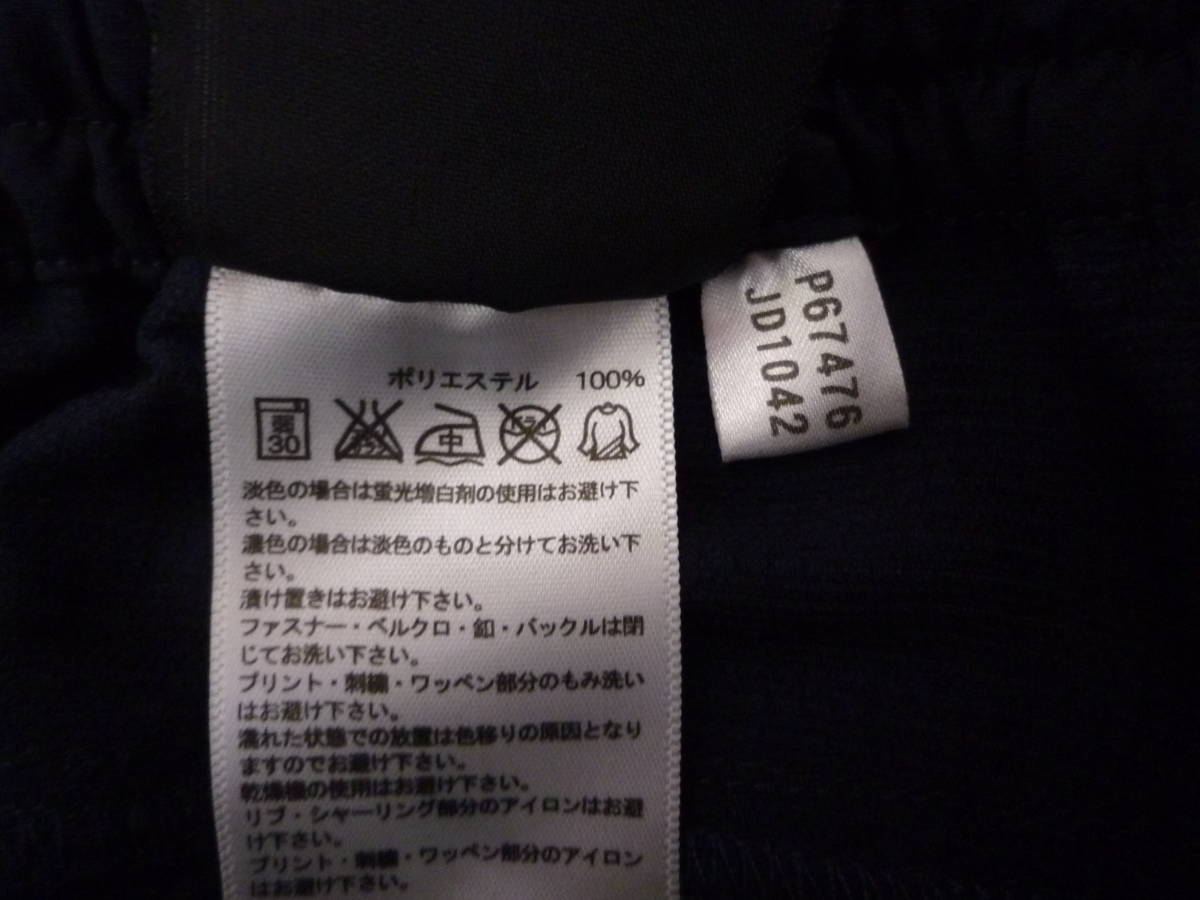 ポリエステル 100%
弱
30
エンソ
サラシ
中
ドライ
淡色の場合は蛍光増白剤の使用はお避け下
さい。
濃色の場合は淡色のものと分けてお洗い下
さい。
漬け置きはお避け下さい。
ファスナー・ベルクロ・釦・バックルは閉
じてお洗い下さい。
プリント・刺繍・ワッペン部分のもみ洗い
はお避け下さい。
濡れた状態での放置は色移りの原因となり
ますのでお避け下さい。
乾燥機の使用はお避け下さい。
リブ・シャーリング部分のアイロンはお避
け下さい。
プリント・刺繍・ワッペン部分のアイロン
はお避け下さい。
P67476
JD1042